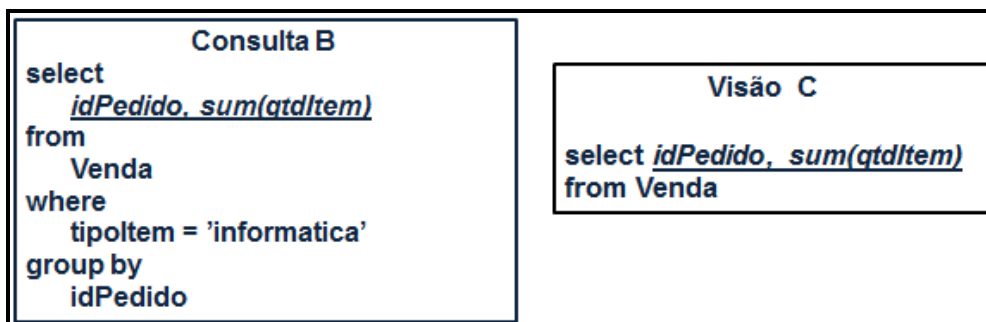 Consulta B
select
idPedido, sum(qtdItem)
from
Venda
where
tipoItem = ’informatica’
group by
idPedido
Visão C
select idPedido, sum(qtdItem)
from Venda